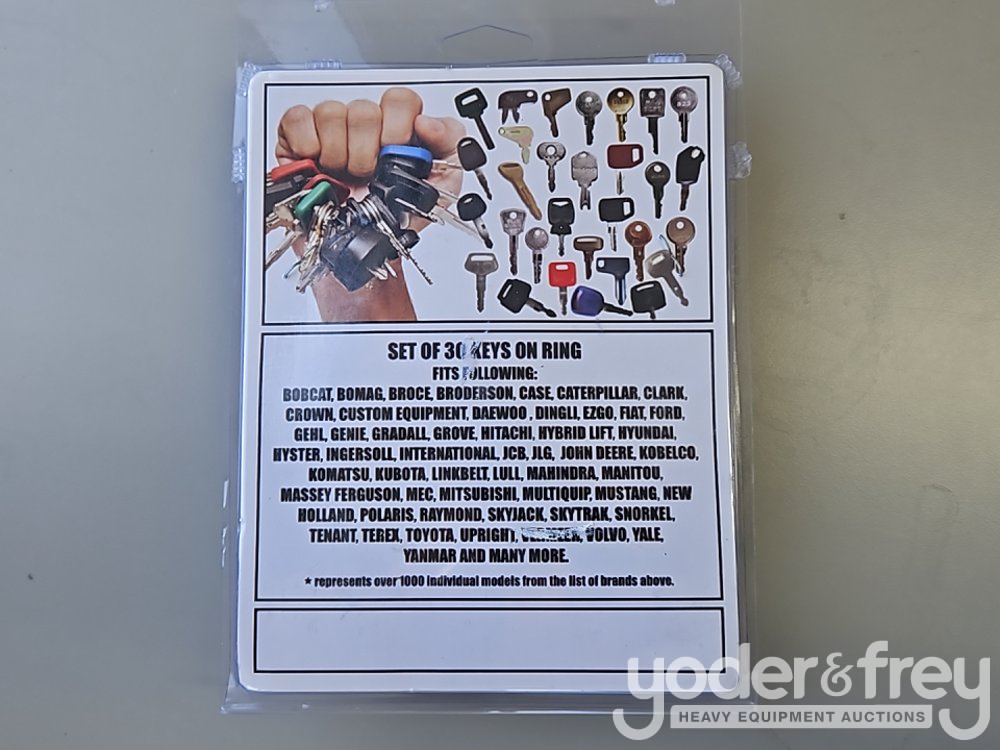 SET OF 30 KEYS ON RING
FITS FOLLOWING:
BOBCAT, BOMAG, BROCE, BRODERSON, CASE, CATERPILLAR, CLARK,
CROWN, CUSTOM EQUIPMENT, DAEWOO , DINGLI, EZGO, FIAT, FORD,
GEHL, GENIE, GRADALL, GROVE, HITACHI, HYBRID LIFT, HYUNDAI,
HYSTER, INGERSOLL, INTERNATIONAL, JCB, JLG, JOHN DEERE, KOBELCO,
KOMATSU, KUBOTA, LINKBELT, LULL, MAHINDRA, MANITOU,
MASSEY FERGUSON, MEC, MITSUBISHI, MULTIQUIP, MUSTANG, NEW
HOLLAND, POLARIS, RAYMOND, SKYJACK, SKYTRAK, SNORKEL,
TENANT, TEREX, TOYOTA, UPRIGHT, VOLVO, YALE,
YANMAR AND MANY MORE.
* represents over 1000 individual models from the list of brands above.
yoder&frey
HEAVY EQUIPMENT AUCTIONS